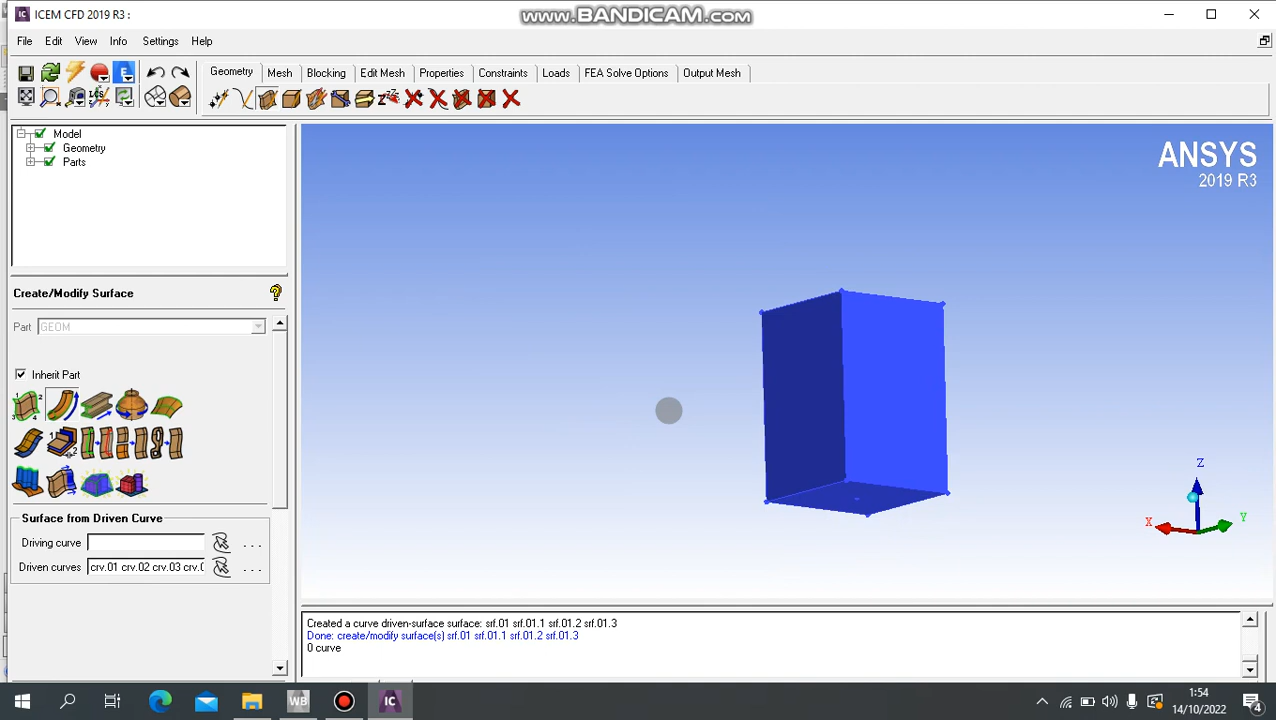 ICEM CFD 2019 R3 :
www.BANDICAM.com
File Edit View Info Settings Help
Geometry Mesh Blocking Edit Mesh Properties Constraints Loads FEA Solve Options Output Mesh
Model
Geometry
Parts
ANSYS
2019 R3
Create/Modify Surface
Part GEOM
Inherit Part
Surface from Driven Curve
Driving curve
Driven curves crv.01 crv.02 crv.03 crv.0
Z
X
Y
Created a curve driven-surface surface: srf.01 srf.01.1 srf.01.2 srf.01.3
Done: create/modify surface(s) srf.01 srf.01.1 srf.01.2 srf.01.3
0 curve
WB
IC
1:54
14/10/2022
4